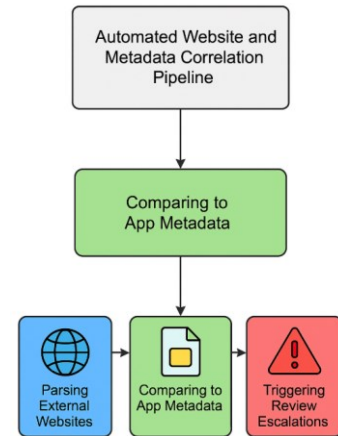 Automated Website and
Metadata Correlation
Pipeline
Comparing to
App Metadata
Parsing
External
Websites
Comparing to
App Metadata
Triggering
Review
Escalations